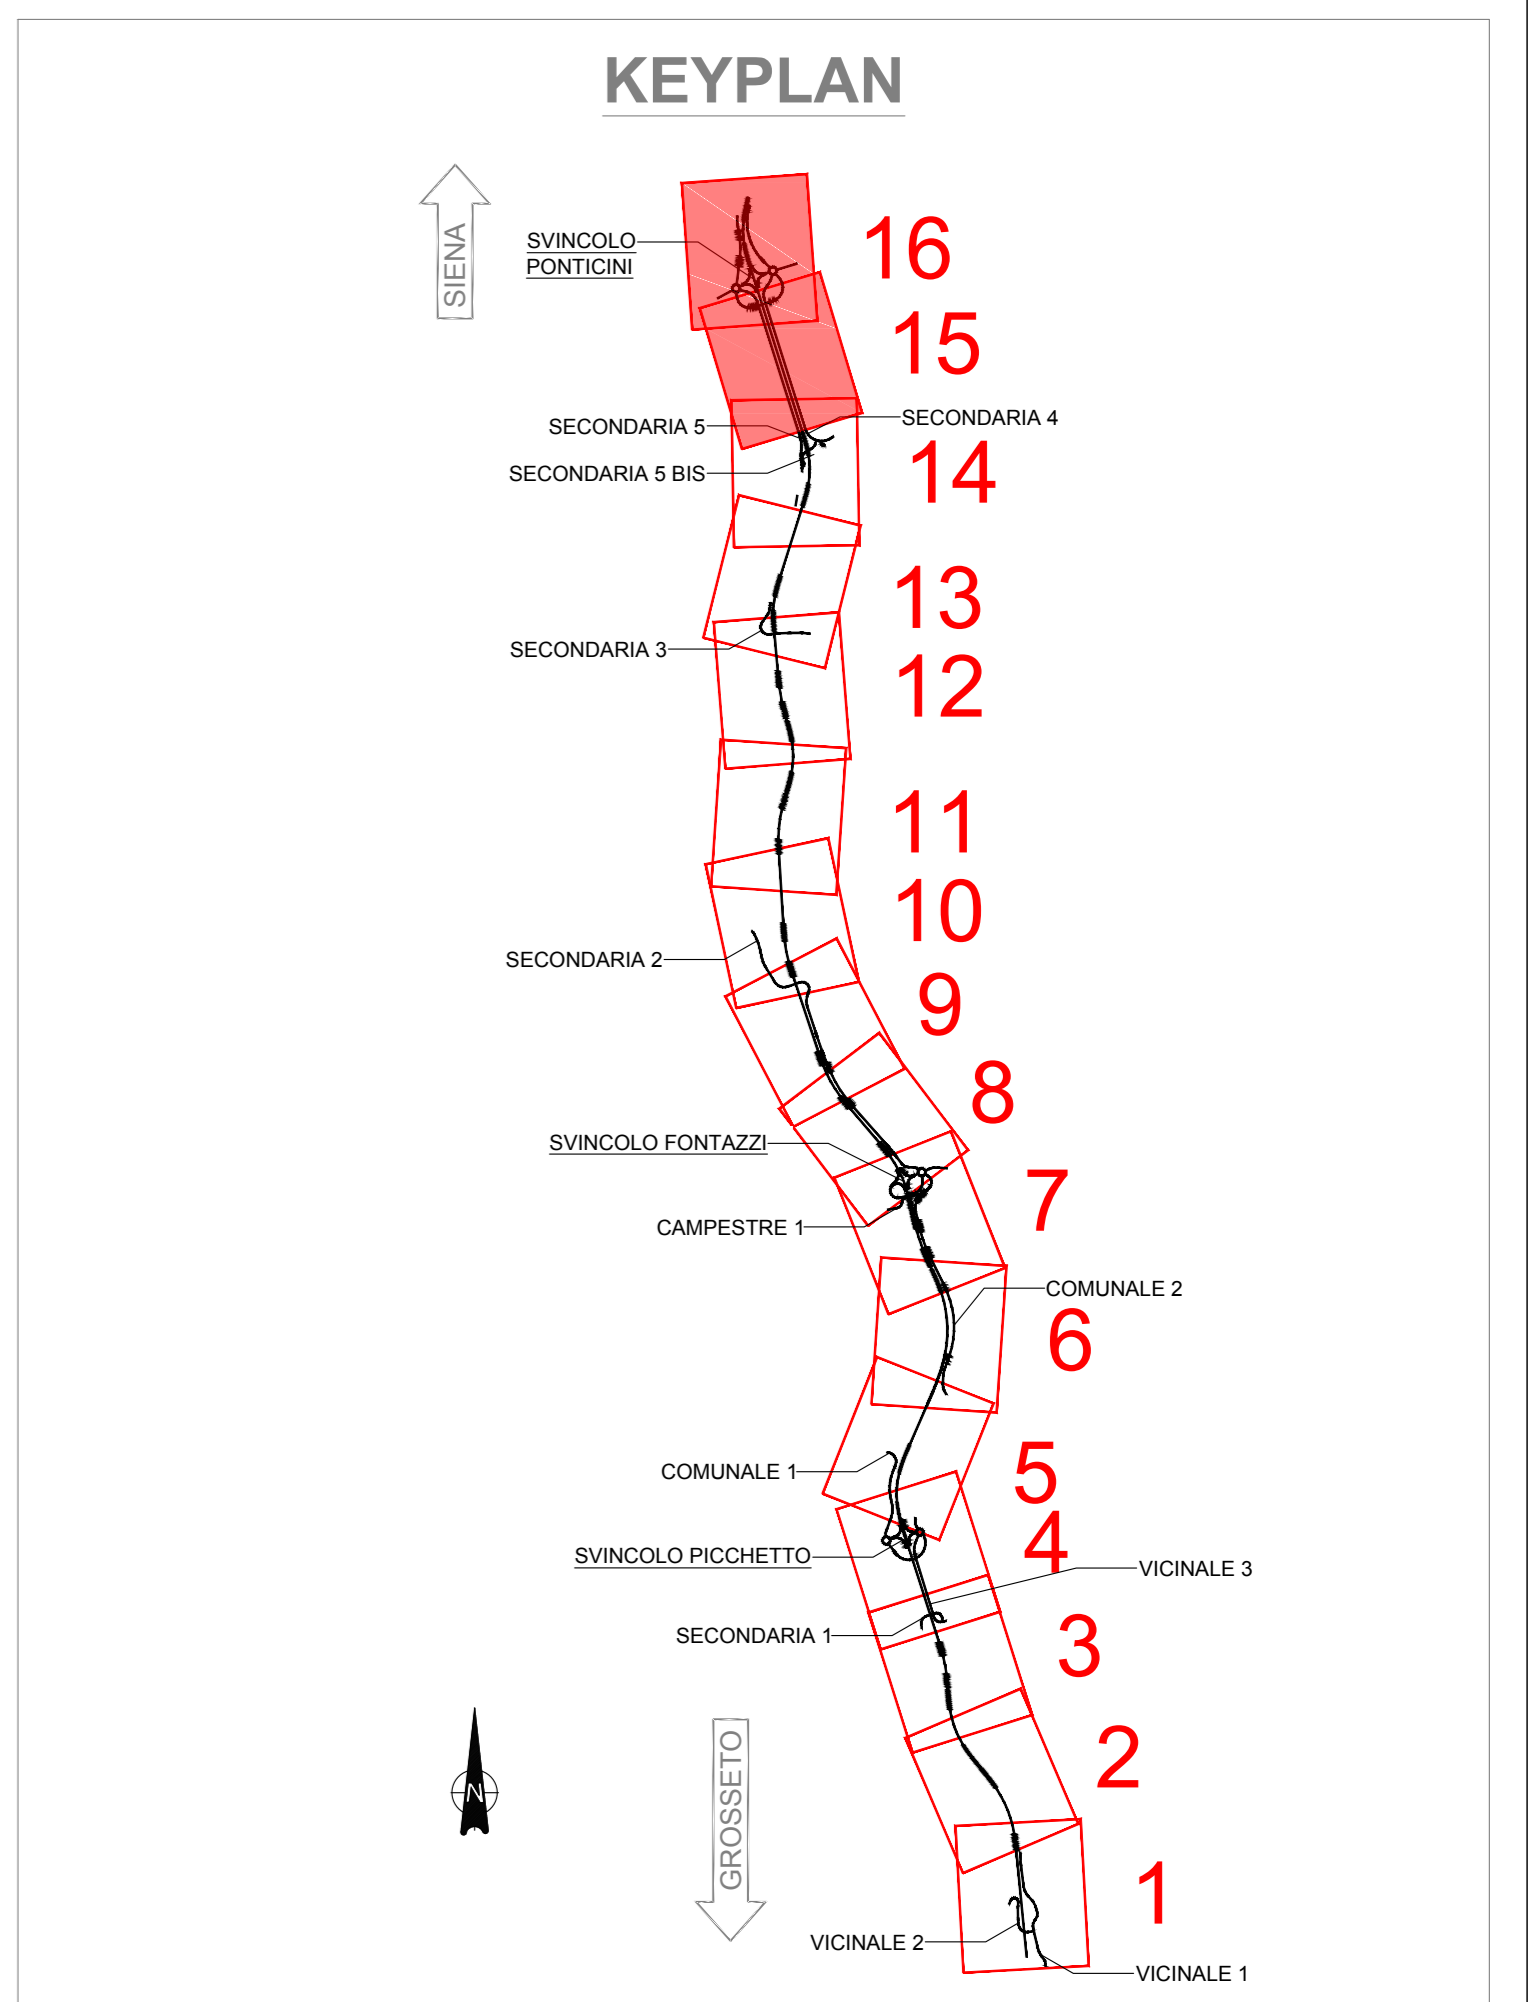 KEYPLAN
SIENA
SVINCOLO
PONTICINI
16
15
SECONDARIA 4
SECONDARIA 5
SECONDARIA 5 BIS
14
13
SECONDARIA 3
12
11
10
SECONDARIA 2
9
8
SVINCOLO FONTAZZI
7
CAMPESTRE 1
COMUNALE 2
6
COMUNALE 1
5
4
SVINCOLO PICCHETTO
VICINALE 3
SECONDARIA 1
3
2
GROSSETO
N
1
VICINALE 2
VICINALE 1